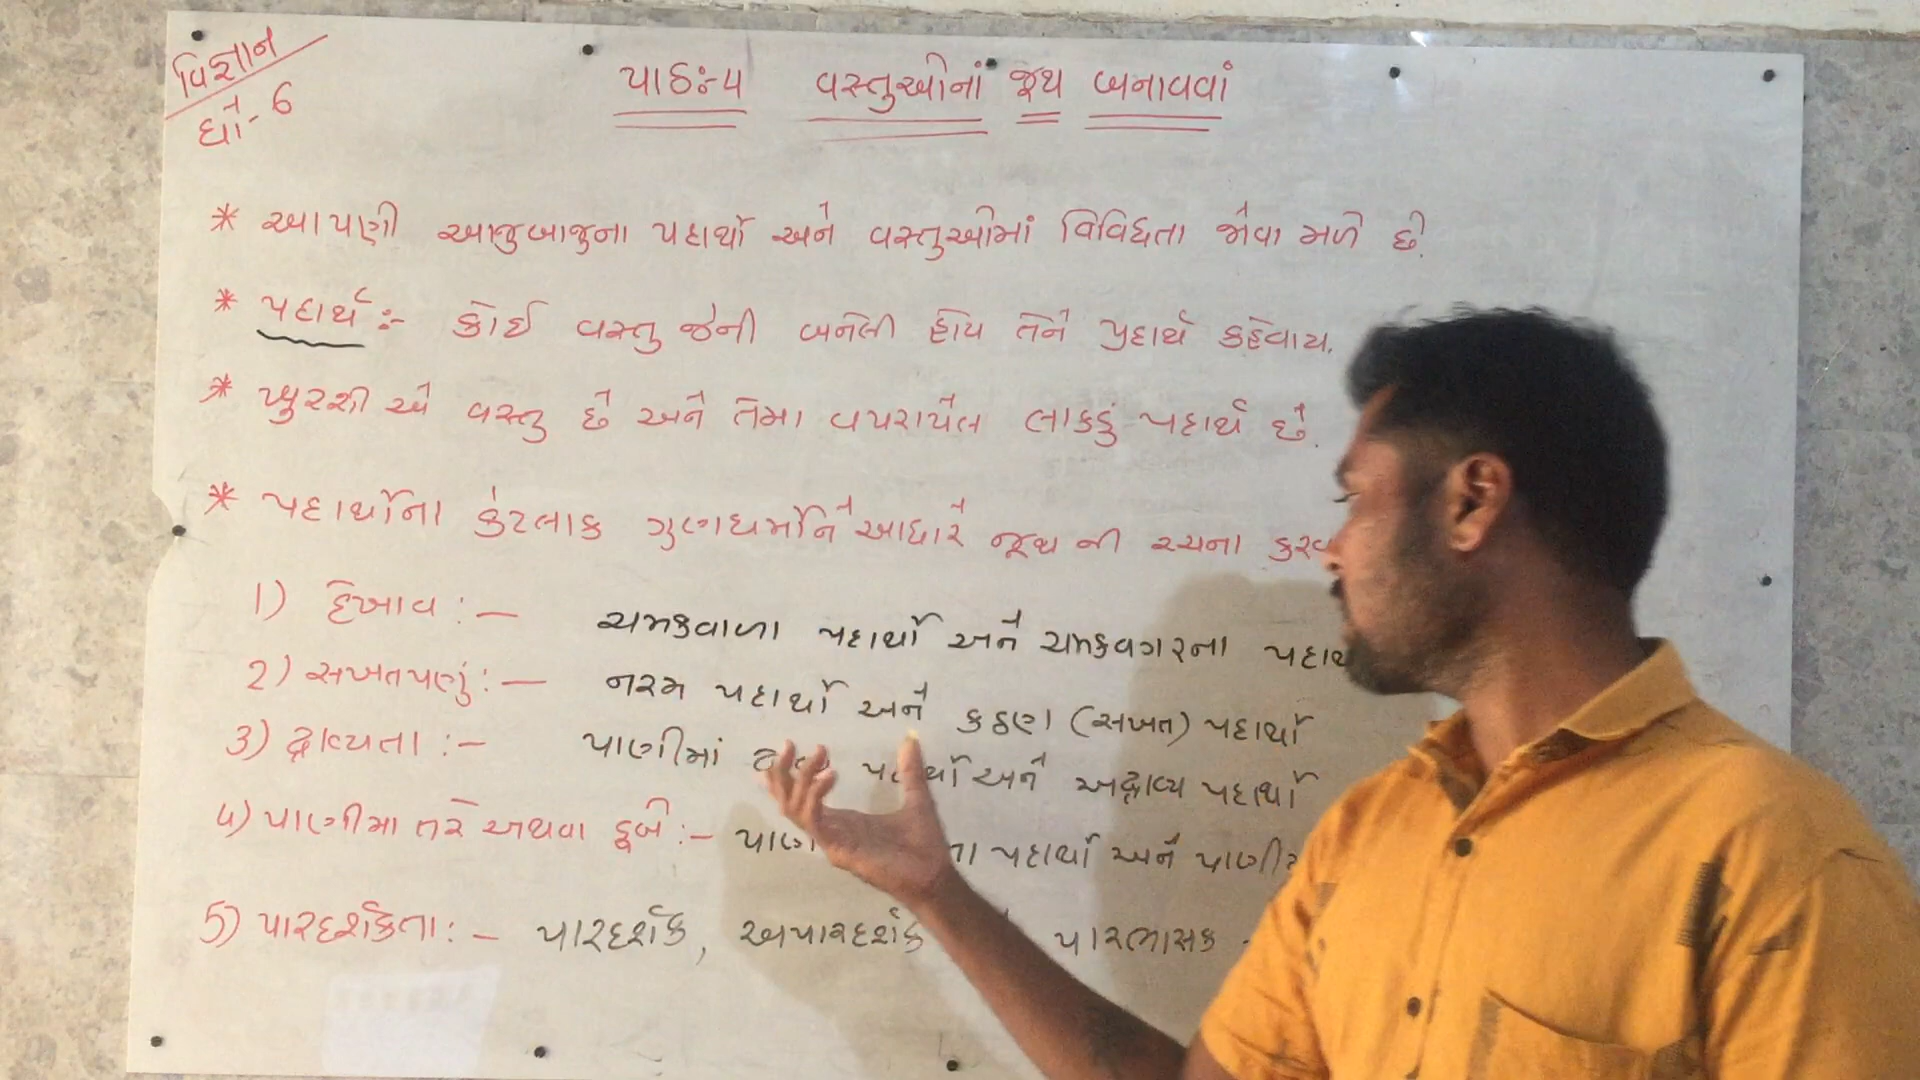 વિજ્ઞાન
ધો-6
પાઠઃ-૫ વસ્તુઓનાં જૂથ બનાવવાં
* આપણી આજુબાજુના પદાર્થો અને વસ્તુઓમાં વિવિધતા જોવા મળે છે.
* પદાર્થ :- કોઈ વસ્તુ જેની બનેલી હોય તેને પદાર્થ કહેવાય.
* ખુરશી એ વસ્તુ છે અને તેમા વપરાયેલ લાકડું પદાર્થ છે.
* પદાર્થોના કેટલાક ગુણધર્મોને આધારે જૂથ ની રચના
1) દેખાવ :- ચમકવાળા પદાર્થો અને ચમકવગરના
2) સખતપણું :- નરમ પદાર્થો અને કઠણ (સખત) પદાર્થો
3) દ્રાવ્યતા :- પાણીમાં પદાર્થો અને અદ્રાવ્ય પદાર્થો
4) પાણીમા તરે અથવા ડૂબે :- પદાર્થો અને
5) પારદર્શકતા :- પારદર્શક, અપારદર્શક પારભાસક